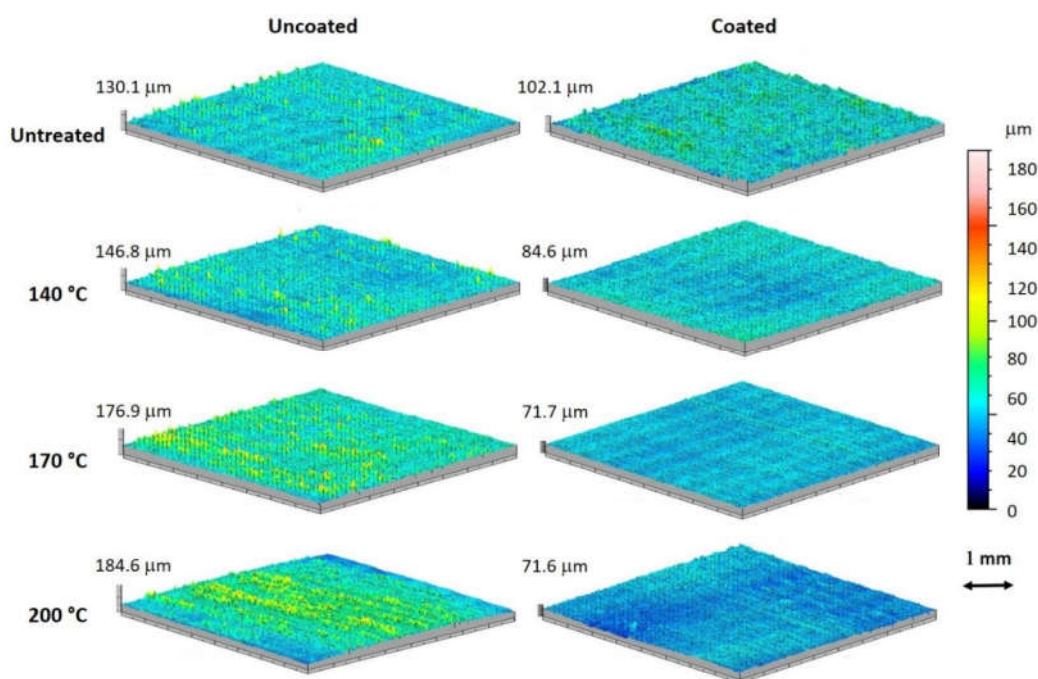 Uncoated
Coated
130.1 μm
102.1 μm
Untreated
μm
180
160
140
120
100
80
60
40
20
0
146.8 μm
84.6 μm
140 °C
176.9 μm
71.7 μm
170 °C
184.6 μm
71.6 μm
200 °C
1 mm